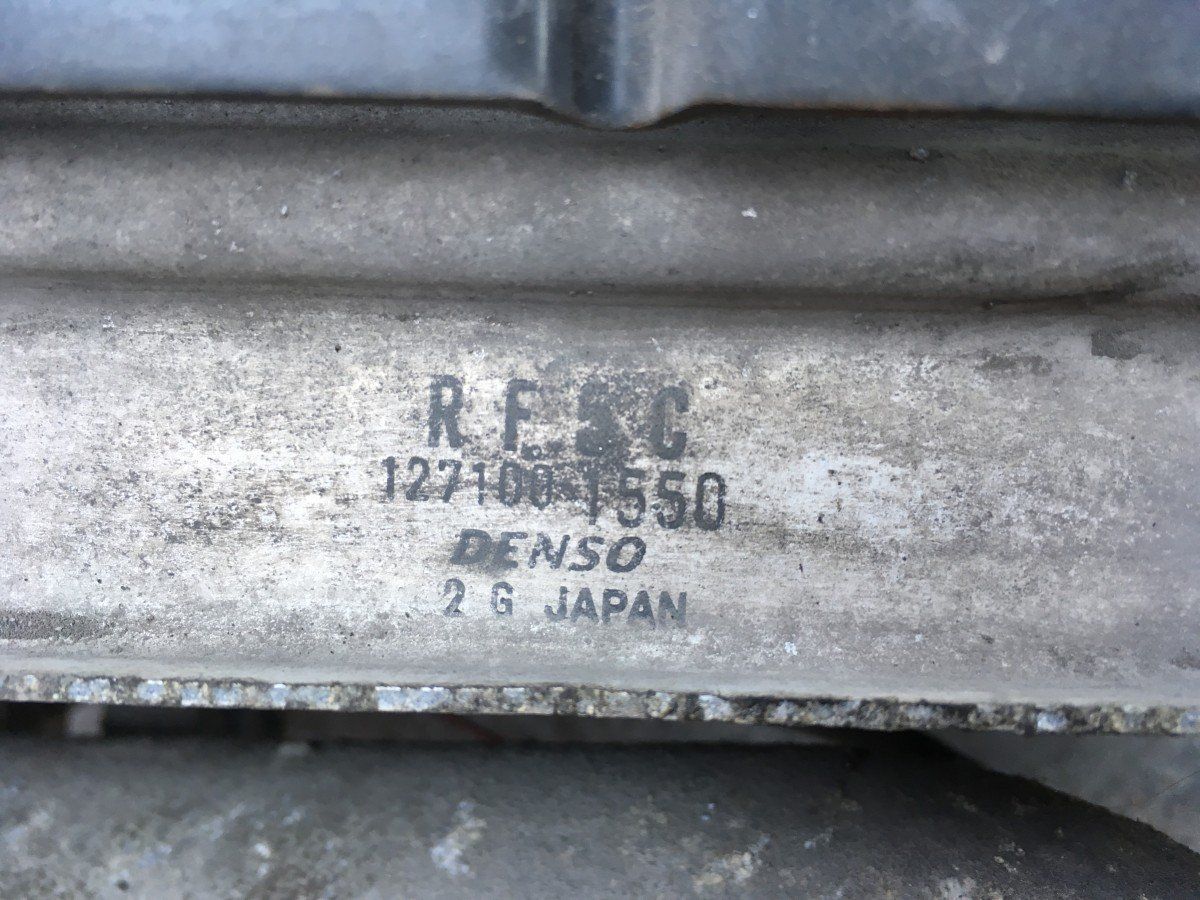 R F C
127100-1550
DENSO
2 G JAPAN